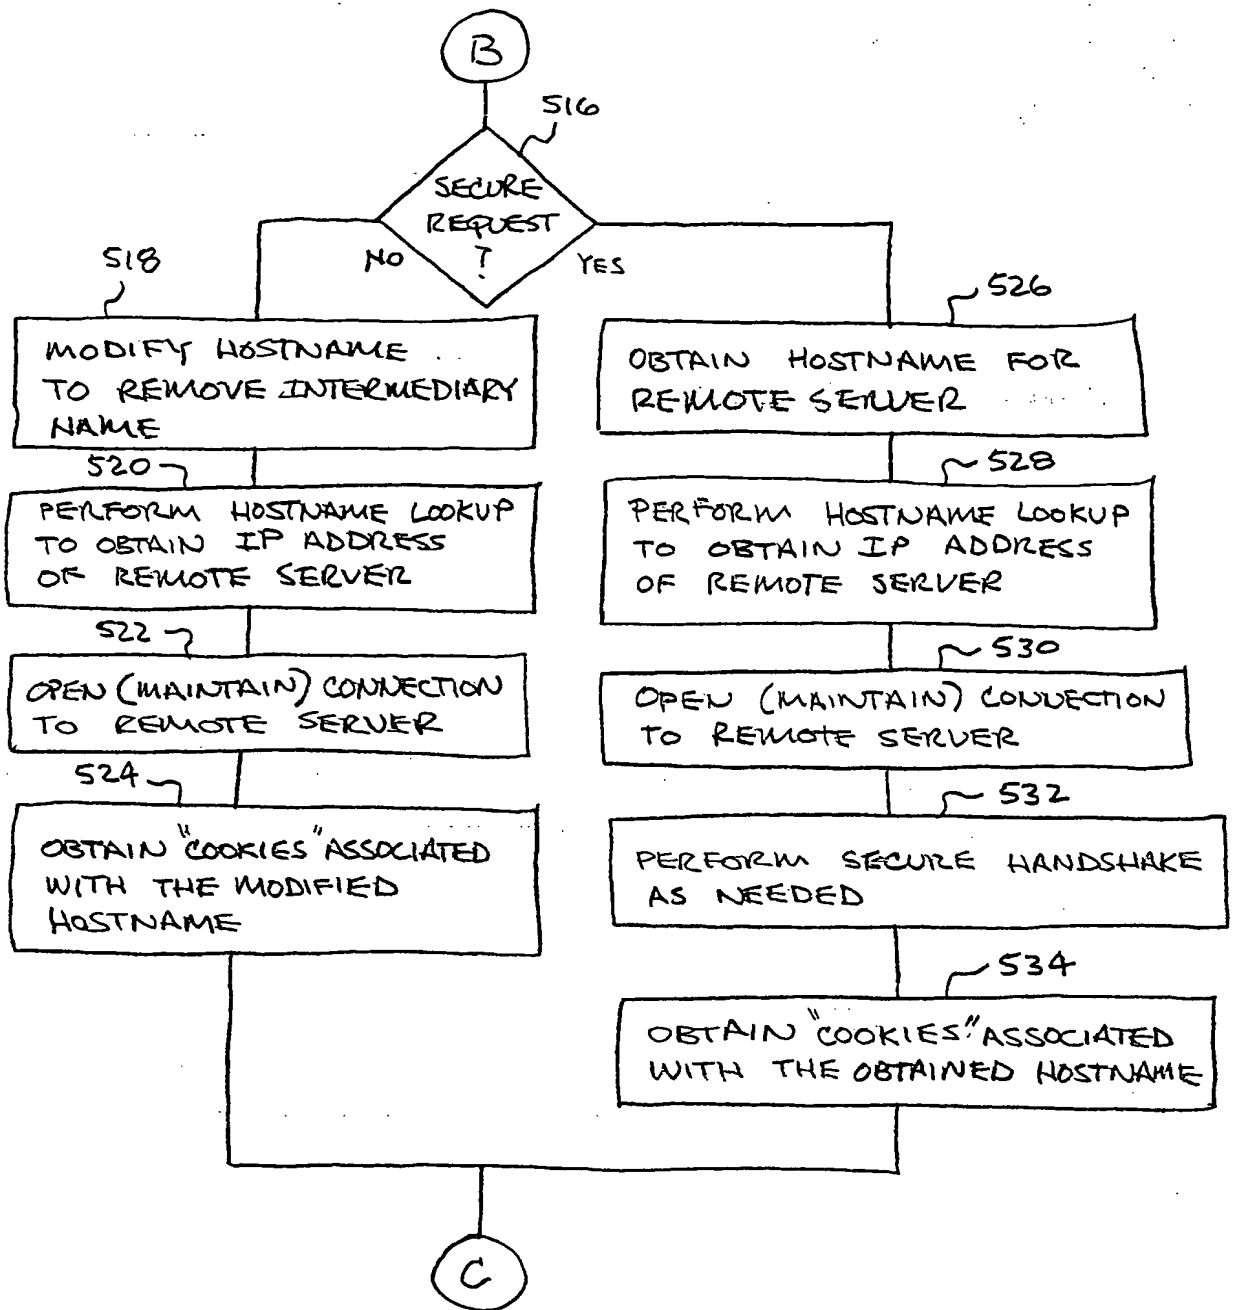 B
516
SECURE
REQUEST
?
NO
YES
518
MODIFY HOSTNAME
TO REMOVE INTERMEDIARY
NAME
520
PERFORM HOSTNAME LOOKUP
TO OBTAIN IP ADDRESS
OF REMOTE SERVER
522
OPEN (MAINTAIN) CONNECTION
TO REMOTE SERVER
524
OBTAIN "COOKIES" ASSOCIATED
WITH THE MODIFIED
HOSTNAME
526
OBTAIN HOSTNAME FOR
REMOTE SERVER
528
PERFORM HOSTNAME LOOKUP
TO OBTAIN IP ADDRESS
OF REMOTE SERVER
530
OPEN (MAINTAIN) CONNECTION
TO REMOTE SERVER
532
PERFORM SECURE HANDSHAKE
AS NEEDED
534
OBTAIN "COOKIES" ASSOCIATED
WITH THE OBTAINED HOSTNAME
C